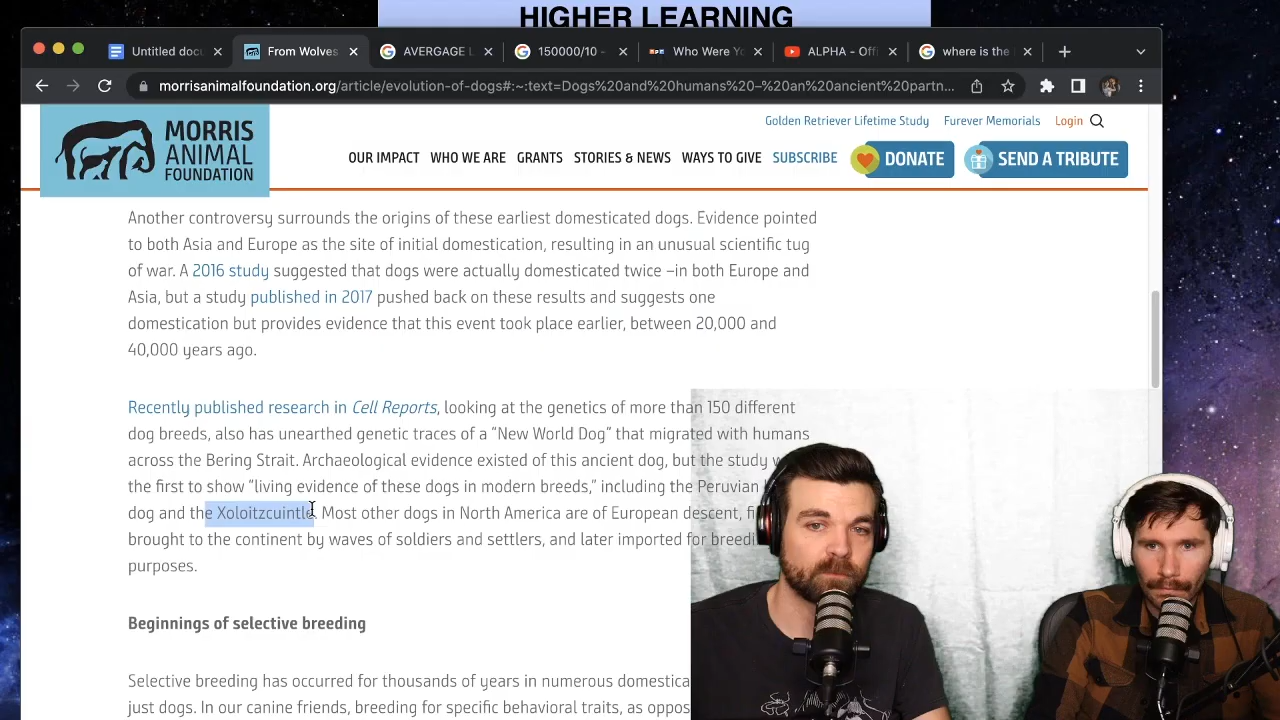 HIGHER LEARNING
Untitled docu
From Wolves
AVERGAGE L
150000/10 -
Who Were Yo
ALPHA - Offi
where is the
morrisanimalfoundation.org/article/evolution-of-dogs#:~:text=Dogs%20and%20humans%20–%20an%20ancient%20partn...
Golden Retriever Lifetime Study Furever Memorials Login
MORRIS
ANIMAL
FOUNDATION
OUR IMPACT WHO WE ARE GRANTS STORIES & NEWS WAYS TO GIVE SUBSCRIBE DONATE SEND A TRIBUTE
Another controversy surrounds the origins of these earliest domesticated dogs. Evidence pointed
to both Asia and Europe as the site of initial domestication, resulting in an unusual scientific tug
of war. A 2016 study suggested that dogs were actually domesticated twice –in both Europe and
Asia, but a study published in 2017 pushed back on these results and suggests one
domestication but provides evidence that this event took place earlier, between 20,000 and
40,000 years ago.
Recently published research in Cell Reports, looking at the genetics of more than 150 different
dog breeds, also has unearthed genetic traces of a “New World Dog” that migrated with humans
across the Bering Strait. Archaeological evidence existed of this ancient dog, but the study
the first to show “living evidence of these dogs in modern breeds,” including the Peruvian
dog and the Xoloitzcuintle. Most other dogs in North America are of European descent,
brought to the continent by waves of soldiers and settlers, and later imported for breedi
purposes.
Beginnings of selective breeding
Selective breeding has occurred for thousands of years in numerous domestica
just dogs. In our canine friends, breeding for specific behavioral traits, as oppos